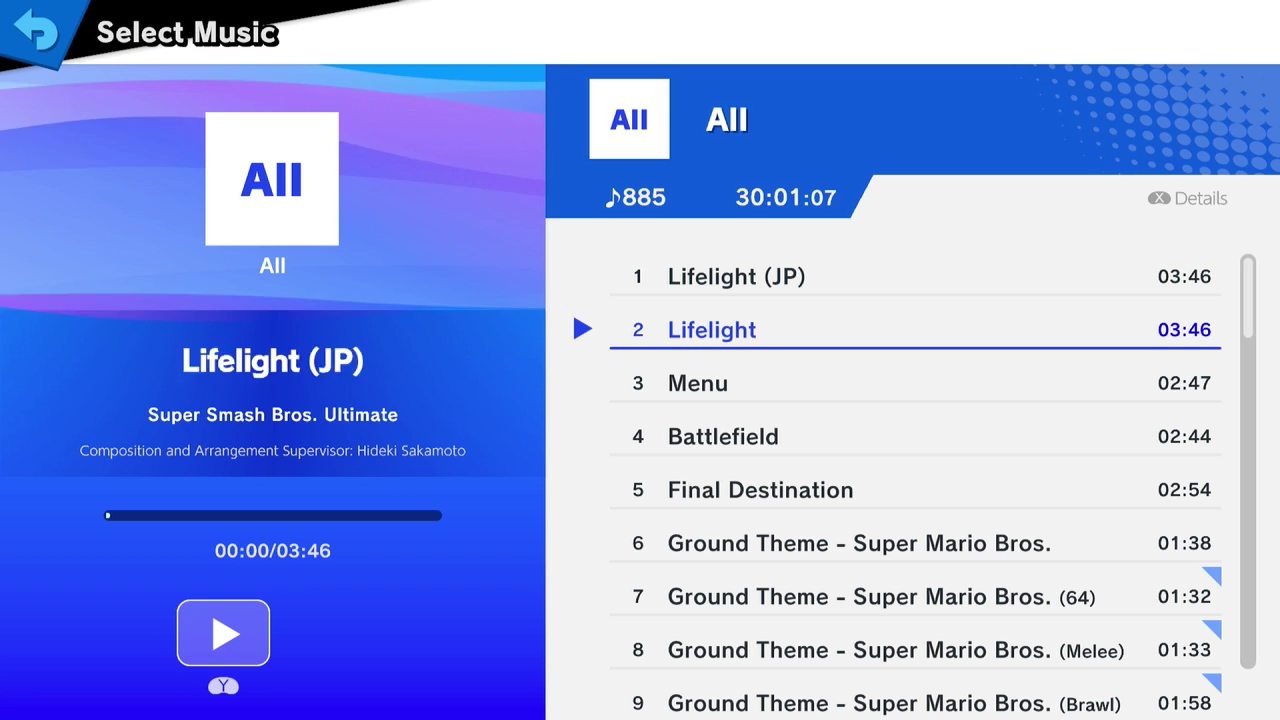 Select Music
All
All
Lifelight (JP)
Super Smash Bros. Ultimate
Composition and Arrangement Supervisor: Hideki Sakamoto
00:00/03:46
Y
All All
♪885 30:01:07
X Details
1 Lifelight (JP) 03:46
2 Lifelight 03:46
3 Menu 02:47
4 Battlefield 02:44
5 Final Destination 02:54
6 Ground Theme - Super Mario Bros. 01:38
7 Ground Theme - Super Mario Bros. (64) 01:32
8 Ground Theme - Super Mario Bros. (Melee) 01:33
9 Ground Theme - Super Mario Bros. (Brawl) 01:58